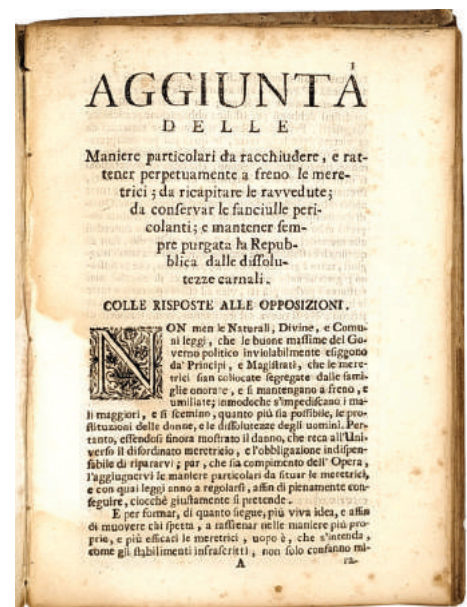 1
AGGIUNTA
DELLE
Maniere particolari da racchiudere, e rat-
tener perpetuamente a freno le mere-
trici; da ricapitare le ravvedute;
da conservar le fanciulle peri-
colanti; e mantener sem-
pre purgata la Repub-
blica dalle dissolu-
tezze carnali.
COLLE RISPOSTE ALLE OPPOSIZIONI.
NON men le Naturali, Divine, e Comu-
ni leggi, che le buone massime del Go-
verno politico inviolabilmente esiggono
da' Principi, e Magistrati, che le mere-
trici sian collocate segregate dalle fami-
glie onorate, e si mantengano a freno, e
umiliate; inmodoche s'impediscano i ma-
li maggiori, e si scemino, quanto più sia possibile, le pro-
stituzioni delle donne, e le dissolutezze degli uomini. Per-
tanto, essendosi sinora mostrato il danno, che reca all'Uni-
verso il disordinato meretricio, e l'obbligazione indispen-
sabile di ripararvi; par, che sia compimento dell' Opera,
l'aggiugnervi le maniere particolari da situar le meretrici,
e con quai leggi anno a regolarsi, affin di pienamente con-
seguire, ciocchè giustamente si pretende.
E per formar, di quanto siegue, più viva idea, e affin
di muovere chi spetta, a rassienar nelle maniere più pro-
prie, e più efficaci le meretrici, uopo è, che s'intenda,
come gli stabilimenti infrascritti, non solo confanno mi-
A
ra-